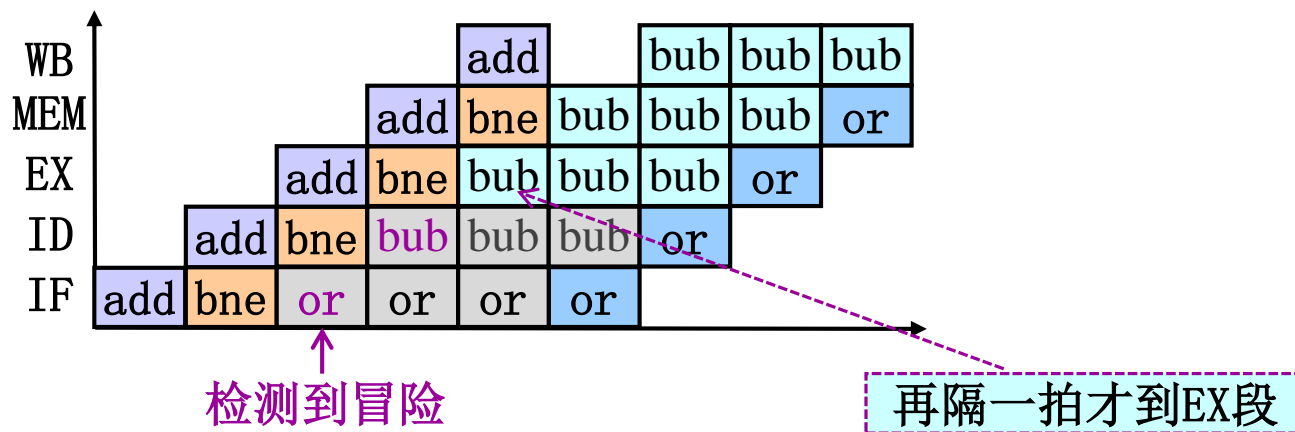 WB add bub bub bub
MEM add bne bub bub bub or
EX add bne bub bub bub or
ID add bne bub bub bub or
IF add bne or or or or
检测到冒险
再隔一拍才到EX段